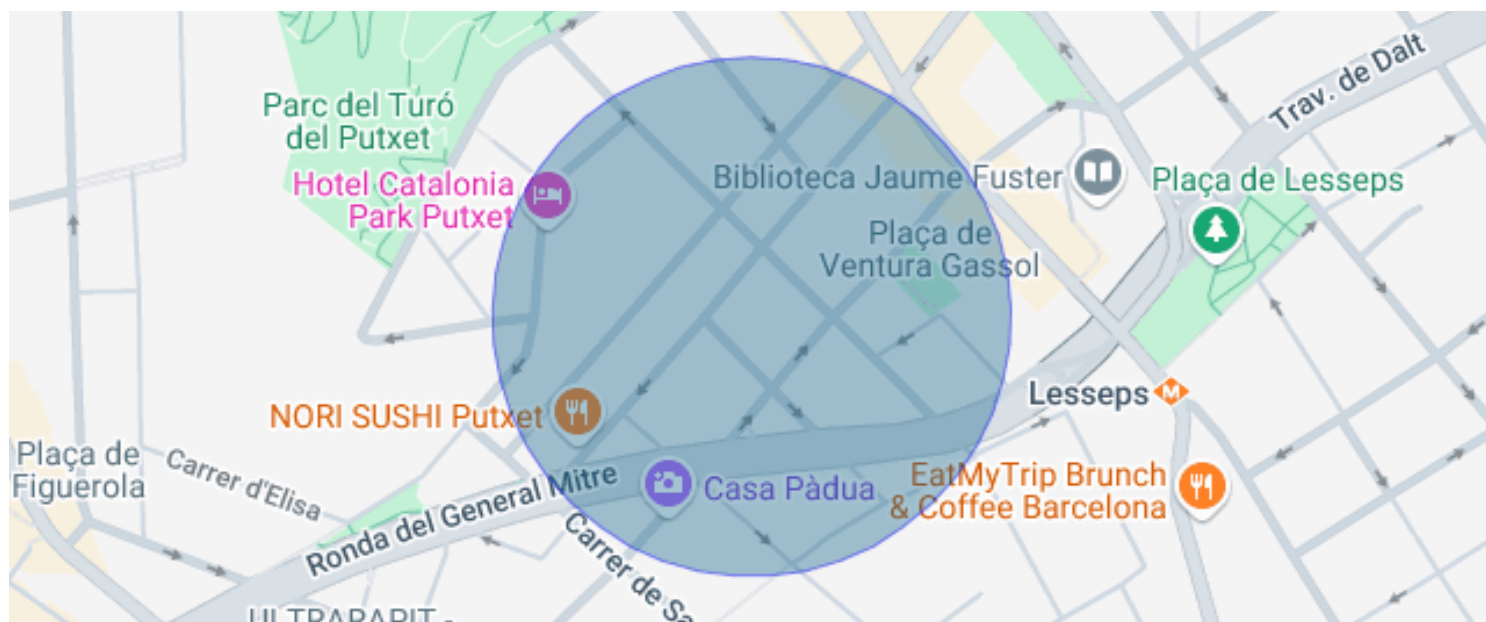 Trav. de Dalt
Parc del Turó
del Putxet
Hotel Catalonia
Park Putxet
Biblioteca Jaume Fuster
Plaça de Lesseps
Plaça de
Ventura Gassol
Lesseps
M
NORI SUSHI Putxet
Plaça de
Figuerola
Carrer d'Elisa
Ronda del General Mitre
Casa Pàdua
EatMyTrip Brunch
& Coffee Barcelona
Carrer de Sa